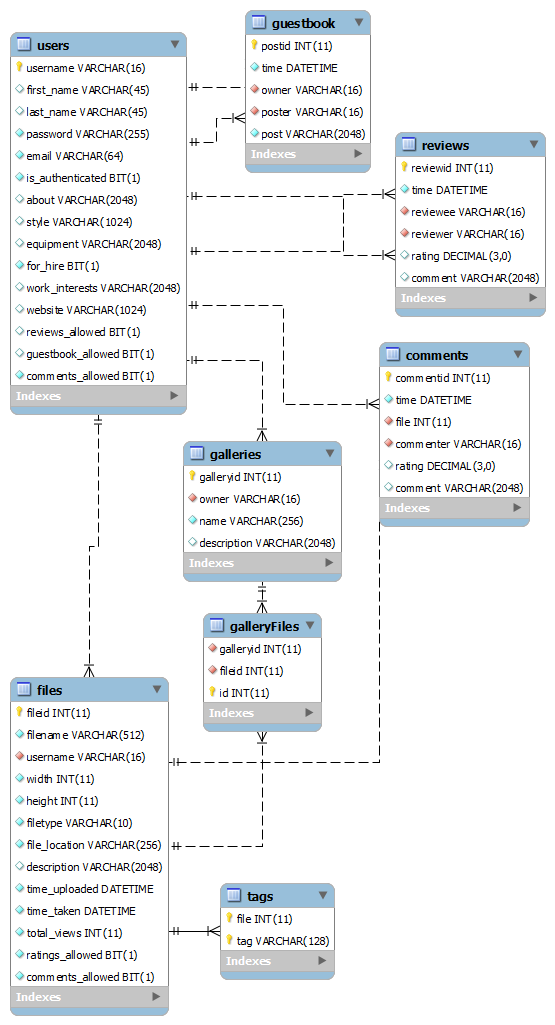 users
username VARCHAR(16)
first_name VARCHAR(45)
last_name VARCHAR(45)
password VARCHAR(255)
email VARCHAR(64)
is_authenticated BIT(1)
about VARCHAR(2048)
style VARCHAR(1024)
equipment VARCHAR(2048)
for_hire BIT(1)
work_interests VARCHAR(2048)
website VARCHAR(1024)
reviews_allowed BIT(1)
guestbook_allowed BIT(1)
comments_allowed BIT(1)
Indexes
guestbook
postid INT(11)
time DATETIME
owner VARCHAR(16)
poster VARCHAR(16)
post VARCHAR(2048)
Indexes
reviews
reviewid INT(11)
time DATETIME
reviewee VARCHAR(16)
reviewer VARCHAR(16)
rating DECIMAL(3,0)
comment VARCHAR(2048)
Indexes
comments
commentid INT(11)
time DATETIME
file INT(11)
commenter VARCHAR(16)
rating DECIMAL(3,0)
comment VARCHAR(2048)
Indexes
galleries
galleryid INT(11)
owner VARCHAR(16)
name VARCHAR(256)
description VARCHAR(2048)
Indexes
galleryFiles
galleryid INT(11)
fileid INT(11)
id INT(11)
Indexes
files
fileid INT(11)
filename VARCHAR(512)
username VARCHAR(16)
width INT(11)
height INT(11)
filetype VARCHAR(10)
file_location VARCHAR(256)
description VARCHAR(2048)
time_uploaded DATETIME
time_taken DATETIME
total_views INT(11)
ratings_allowed BIT(1)
comments_allowed BIT(1)
Indexes
tags
file INT(11)
tag VARCHAR(128)
Indexes